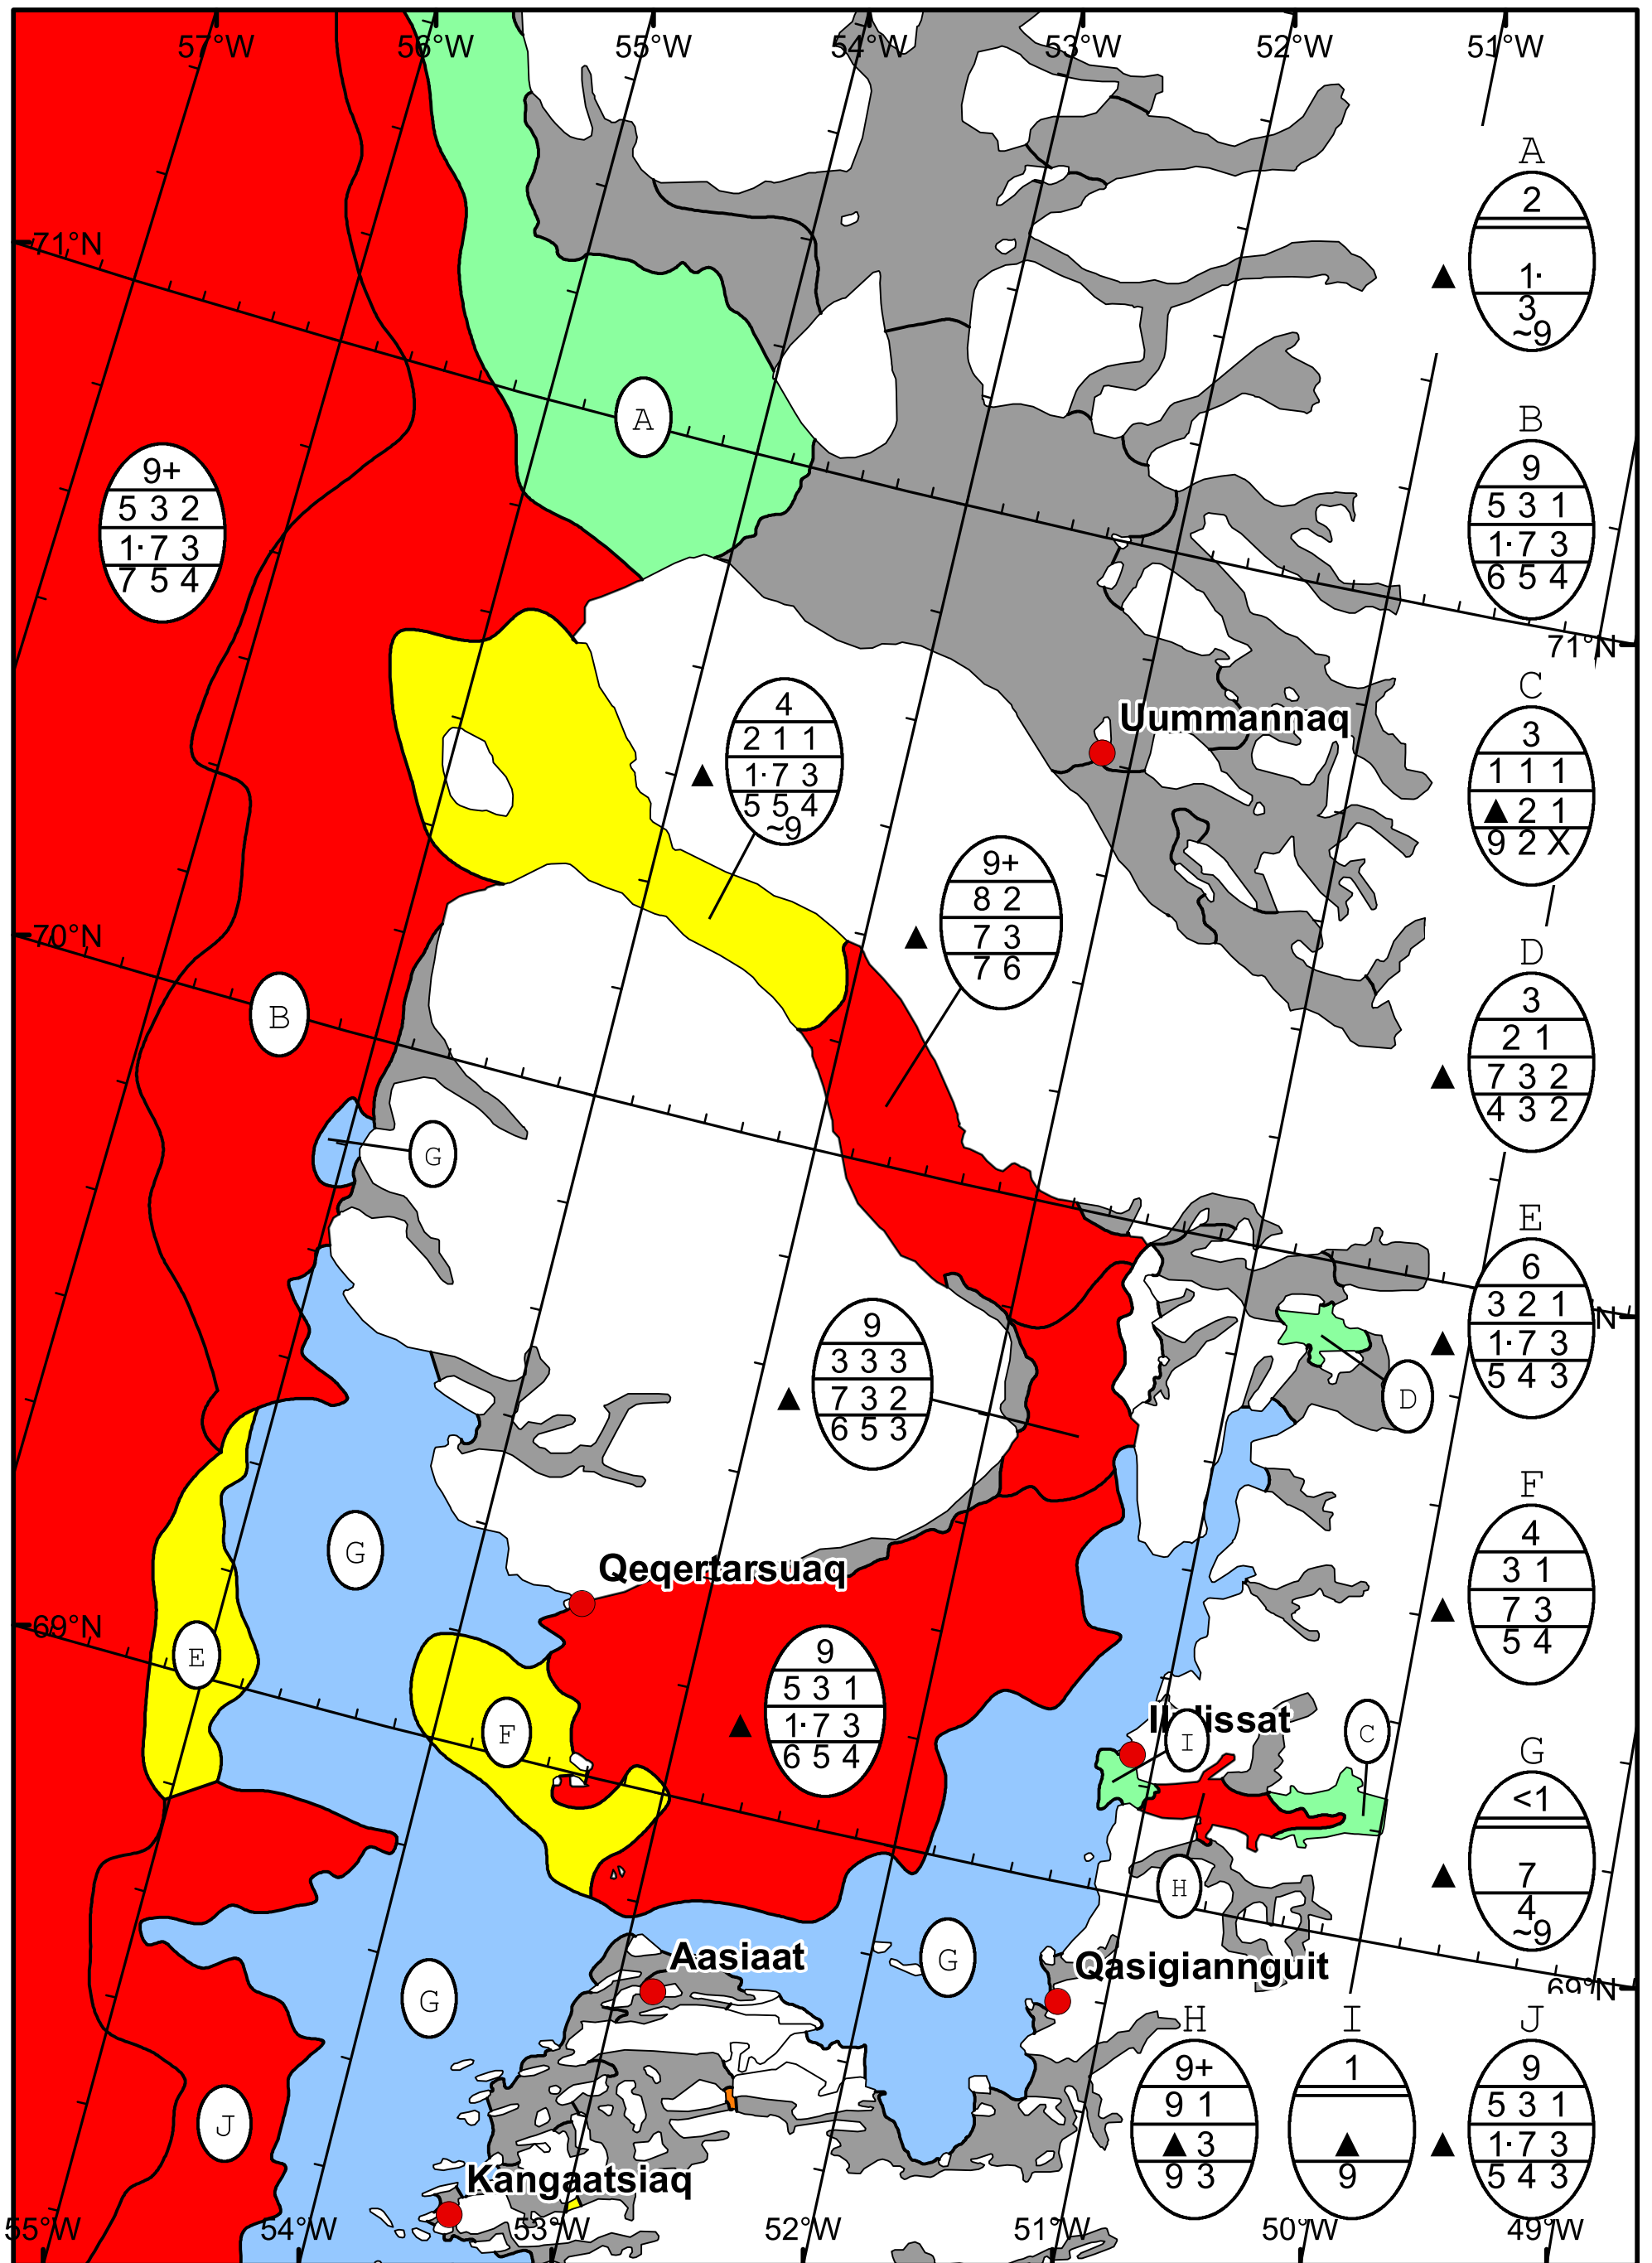 57°W 56°W 55°W 54°W 53°W 52°W 51°W
71°N
A
2
▲ 1·
3
~9
A
B
9
5 3 1
1·7 3
6 5 4
9+
5 3 2
1·7 3
7 5 4
71°N
C
3
1 1 1
▲ 2 1
9 2 X
Uummannaq
4
2 1 1
▲ 1·7 3
5 5 4
~9
9+
8 2
▲ 7 3
7 6
70°N
B
D
3
2 1
▲ 7 3 2
4 3 2
G
E
6
3 2 1
▲ 1·7 3
5 4 3
N
9
3 3 3
▲ 7 3 2
6 5 3
D
F
4
3 1
▲ 7 3
5 4
G
Qeqertarsuaq
69°N
E
9
5 3 1
▲ 1·7 3
6 5 4
F
I
C
G
<1
▲ 7
4
~9
H
Aasiaat
G
Qasigiannguit
69°N
G
H
9+
9 1
▲ 3
9 3
I
1
▲
9
J
9
5 3 1
▲ 1·7 3
5 4 3
J
Kangaatsiaq
55°W 54°W 53°W 52°W 51°W 50°W 49°W